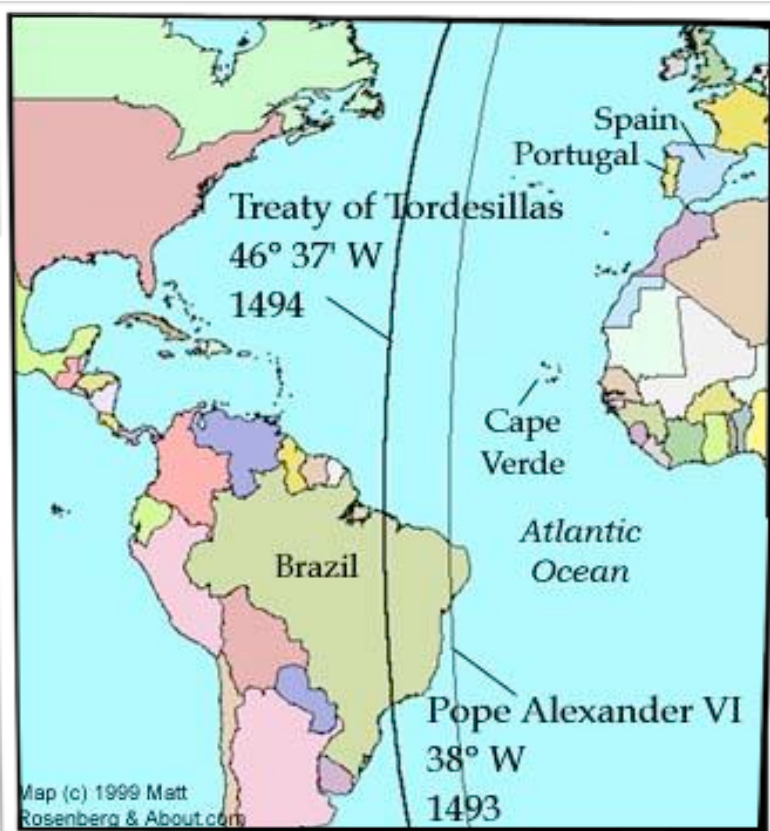 Spain
Portugal
Treaty of Tordesillas
46° 37' W
1494
Cape
Verde
Atlantic
Ocean
Brazil
Pope Alexander VI
38° W
1493
Map (c) 1999 Matt
Rosenberg & About.com